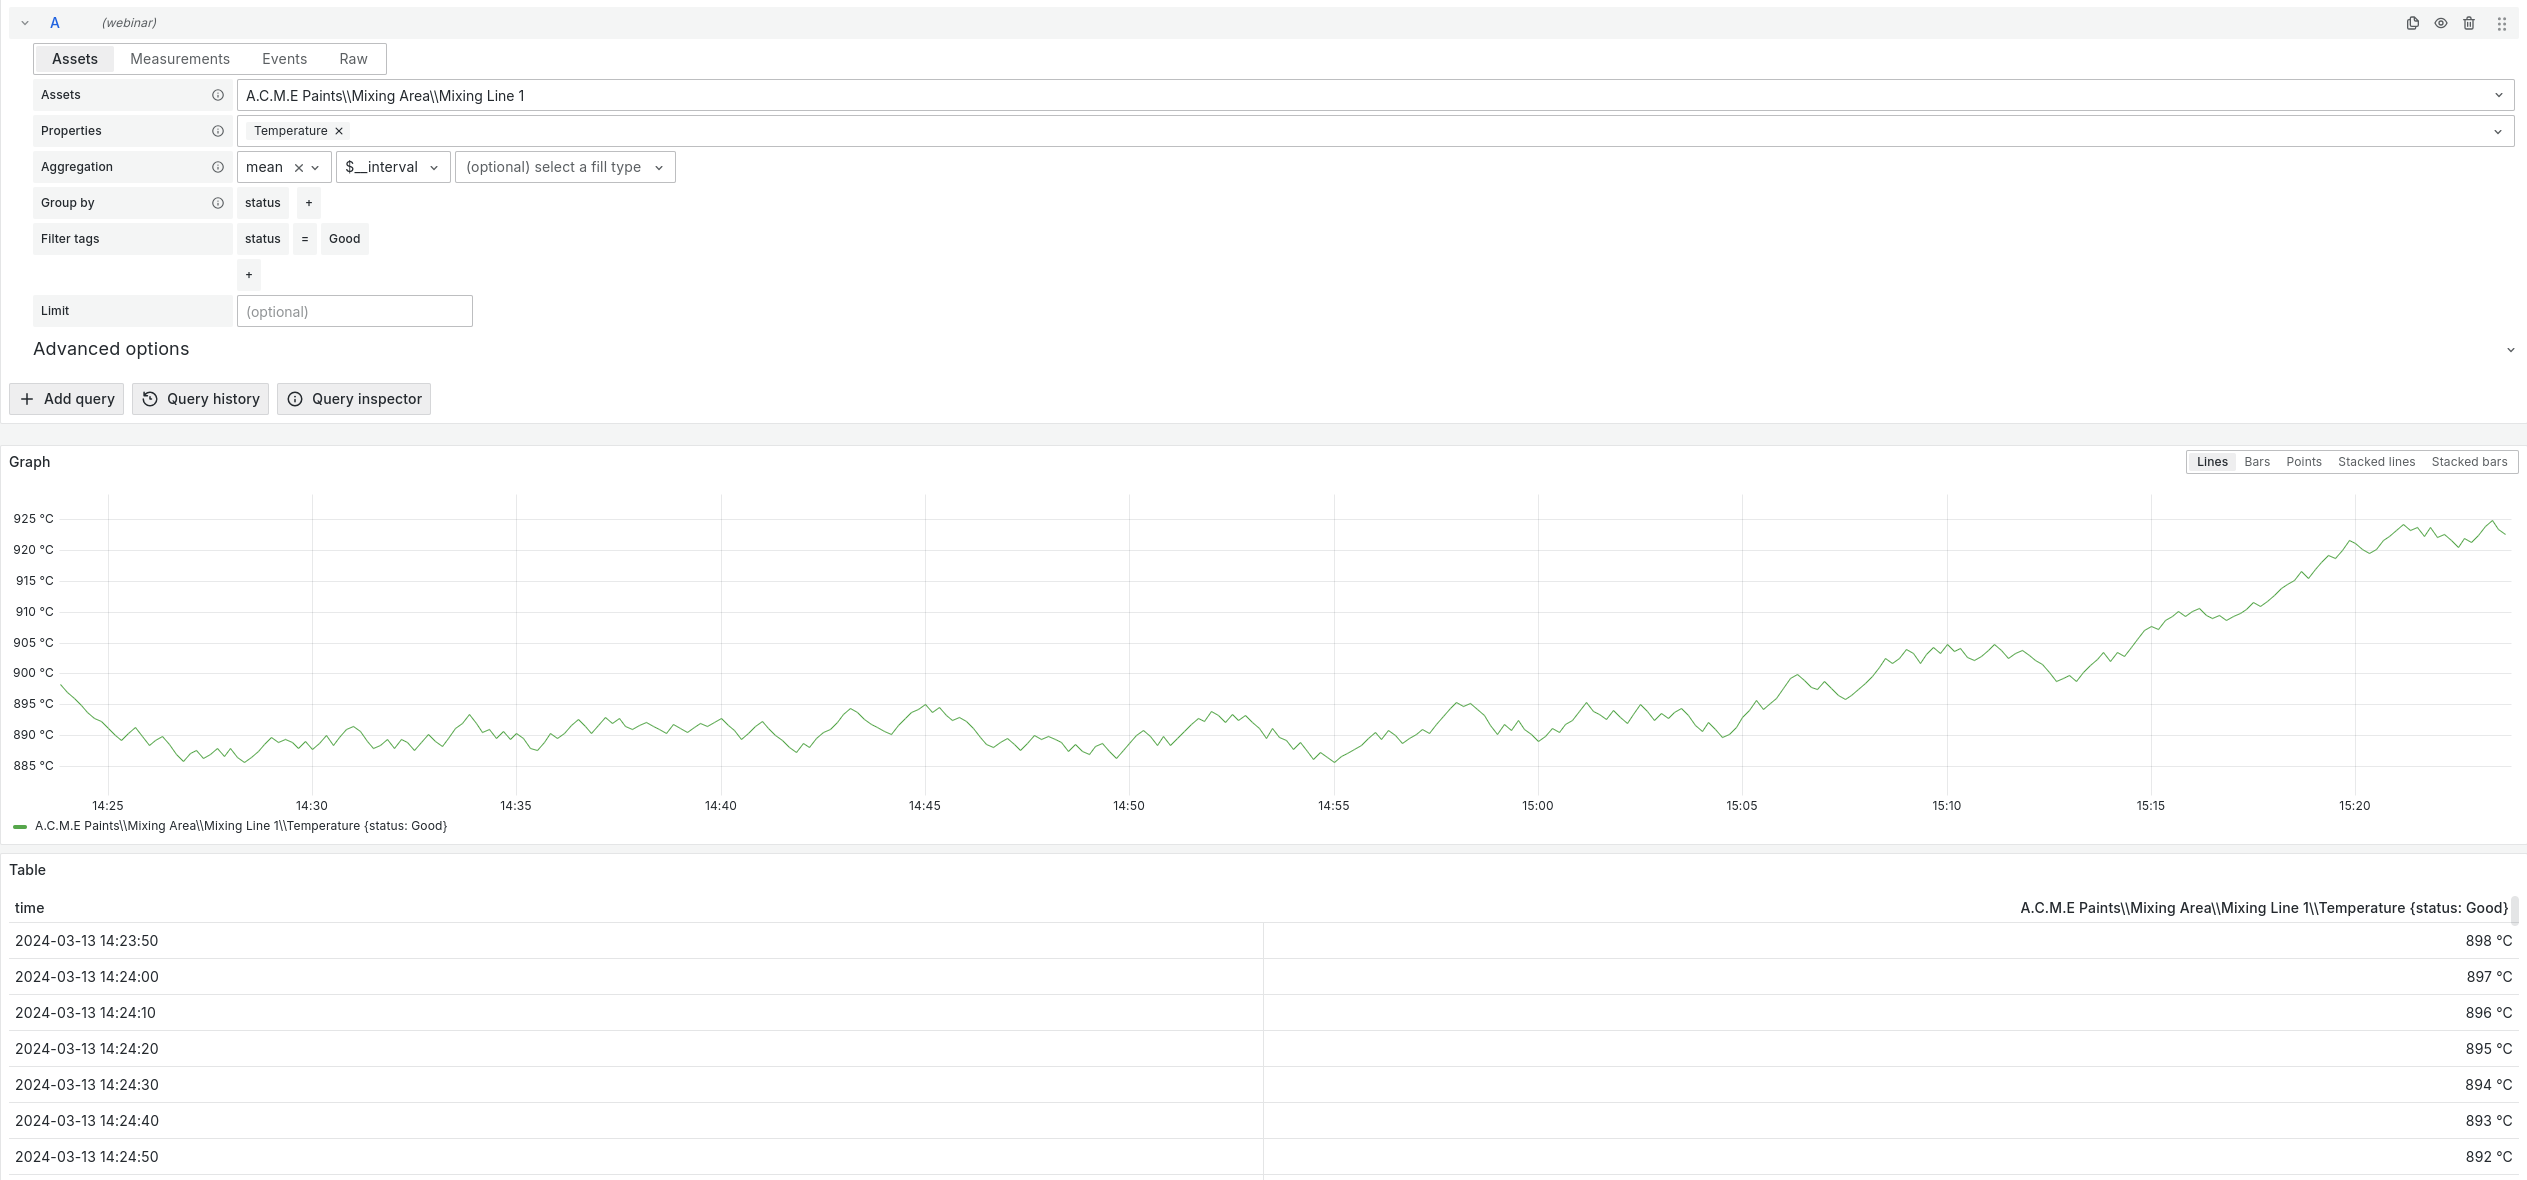 A (webinar)
Assets Measurements Events Raw
Assets A.C.M.E Paints\\Mixing Area\\Mixing Line 1
Properties Temperature ×
Aggregation mean × $__interval (optional) select a fill type
Group by status +
Filter tags status = Good
+
Limit (optional)
Advanced options
+ Add query Query history Query inspector
Graph Lines Bars Points Stacked lines Stacked bars
925 °C
920 °C
915 °C
910 °C
905 °C
900 °C
895 °C
890 °C
885 °C
14:25 14:30 14:35 14:40 14:45 14:50 14:55 15:00 15:05 15:10 15:15 15:20
A.C.M.E Paints\\Mixing Area\\Mixing Line 1\\Temperature {status: Good}
Table
time A.C.M.E Paints\\Mixing Area\\Mixing Line 1\\Temperature {status: Good}
2024-03-13 14:23:50 898 °C
2024-03-13 14:24:00 897 °C
2024-03-13 14:24:10 896 °C
2024-03-13 14:24:20 895 °C
2024-03-13 14:24:30 894 °C
2024-03-13 14:24:40 893 °C
2024-03-13 14:24:50 892 °C